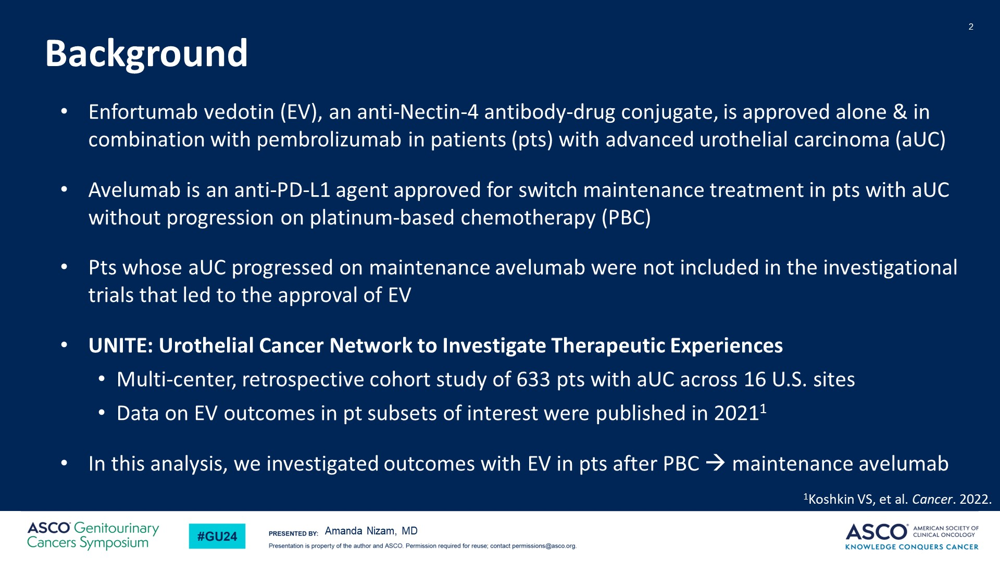 2
Background
• Enfortumab vedotin (EV), an anti-Nectin-4 antibody-drug conjugate, is approved alone & in
combination with pembrolizumab in patients (pts) with advanced urothelial carcinoma (aUC)
• Avelumab is an anti-PD-L1 agent approved for switch maintenance treatment in pts with aUC
without progression on platinum-based chemotherapy (PBC)
• Pts whose aUC progressed on maintenance avelumab were not included in the investigational
trials that led to the approval of EV
• UNITE: Urothelial Cancer Network to Investigate Therapeutic Experiences
• Multi-center, retrospective cohort study of 633 pts with aUC across 16 U.S. sites
• Data on EV outcomes in pt subsets of interest were published in 2021¹
• In this analysis, we investigated outcomes with EV in pts after PBC → maintenance avelumab
¹Koshkin VS, et al. Cancer. 2022.
ASCO® Genitourinary
Cancers Symposium
#GU24
PRESENTED BY: Amanda Nizam, MD
Presentation is property of the author and ASCO. Permission required for reuse; contact permissions@asco.org.
ASCO® AMERICAN SOCIETY OF
CLINICAL ONCOLOGY
KNOWLEDGE CONQUERS CANCER